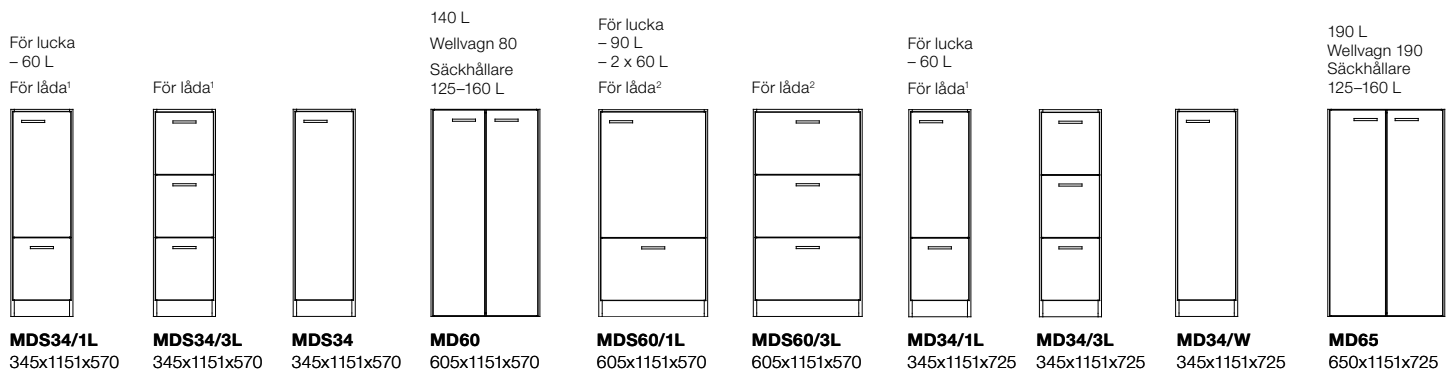 För lucka
– 60 L
För låda¹
För låda¹
140 L
Wellvagn 80
Säckhållare
125–160 L
För lucka
– 90 L
– 2 x 60 L
För låda²
För låda²
För lucka
– 60 L
För låda¹
190 L
Wellvagn 190
Säckhållare
125–160 L
MDS34/1L
345x1151x570
MDS34/3L
345x1151x570
MDS34
345x1151x570
MD60
605x1151x570
MDS60/1L
605x1151x570
MDS60/3L
605x1151x570
MD34/1L
345x1151x725
MD34/3L
345x1151x725
MD34/W
345x1151x725
MD65
650x1151x725